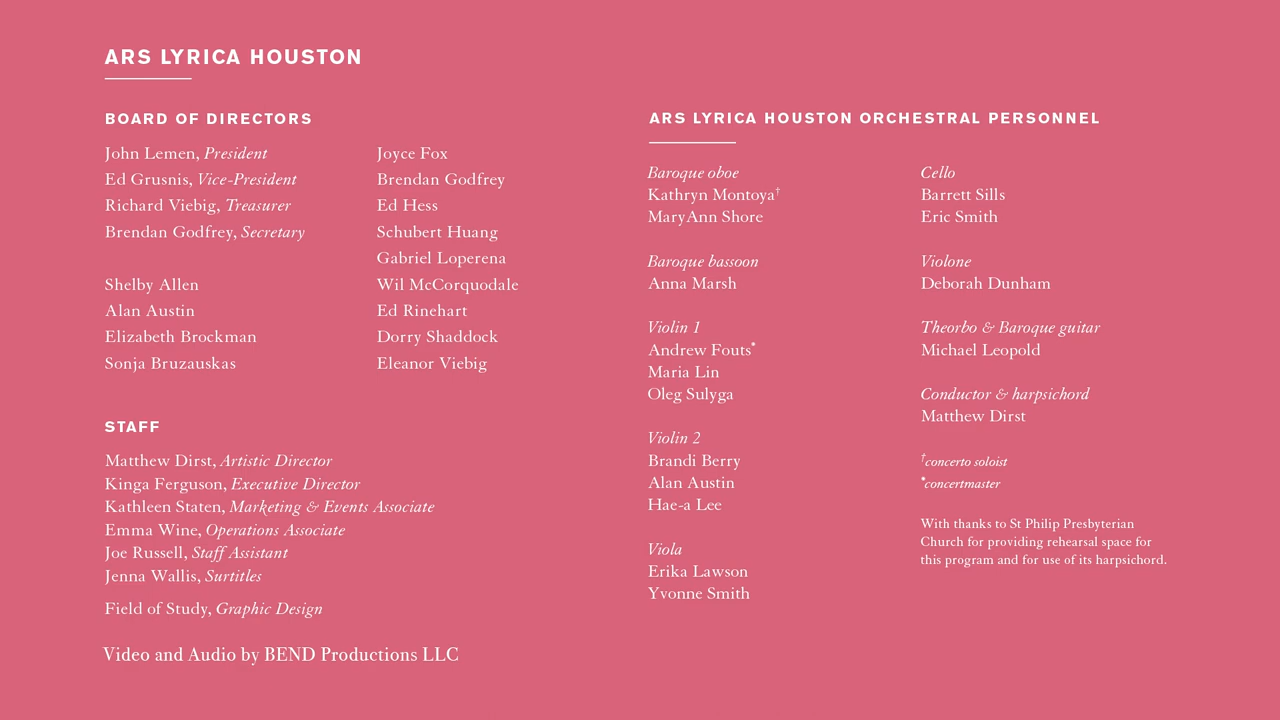 ARS LYRICA HOUSTON
BOARD OF DIRECTORS
John Lemen, President
Ed Grusnis, Vice-President
Richard Viebig, Treasurer
Brendan Godfrey, Secretary
Shelby Allen
Alan Austin
Elizabeth Brockman
Sonja Bruzauskas
Joyce Fox
Brendan Godfrey
Ed Hess
Schubert Huang
Gabriel Loperena
Wil McCorquodale
Ed Rinehart
Dorry Shaddock
Eleanor Viebig
STAFF
Matthew Dirst, Artistic Director
Kinga Ferguson, Executive Director
Kathleen Staten, Marketing & Events Associate
Emma Wine, Operations Associate
Joe Russell, Staff Assistant
Jenna Wallis, Surtitles
Field of Study, Graphic Design
Video and Audio by BEND Productions LLC
ARS LYRICA HOUSTON ORCHESTRAL PERSONNEL
Baroque oboe
Kathryn Montoya†
MaryAnn Shore
Baroque bassoon
Anna Marsh
Violin 1
Andrew Fouts*
Maria Lin
Oleg Sulyga
Violin 2
Brandi Berry
Alan Austin
Hae-a Lee
Viola
Erika Lawson
Yvonne Smith
Cello
Barrett Sills
Eric Smith
Violone
Deborah Dunham
Theorbo & Baroque guitar
Michael Leopold
Conductor & harpsichord
Matthew Dirst
†concerto soloist
*concertmaster
With thanks to St Philip Presbyterian
Church for providing rehearsal space for
this program and for use of its harpsichord.